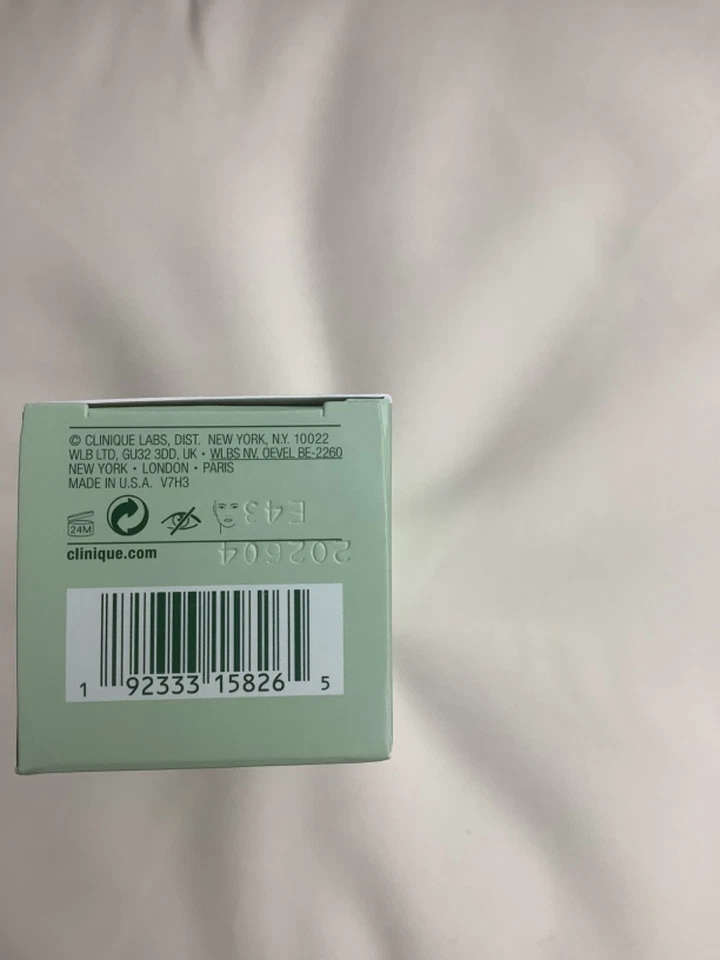 © CLINIQUE LABS, DIST. NEW YORK, N.Y. 10022
WLB LTD, GU32 3DD, UK • WLBS NV, OEVEL BE-2260
NEW YORK • LONDON • PARIS
MADE IN U.S.A. V7H3
24M
E43
clinique.com
202604
1 92333 15826 5